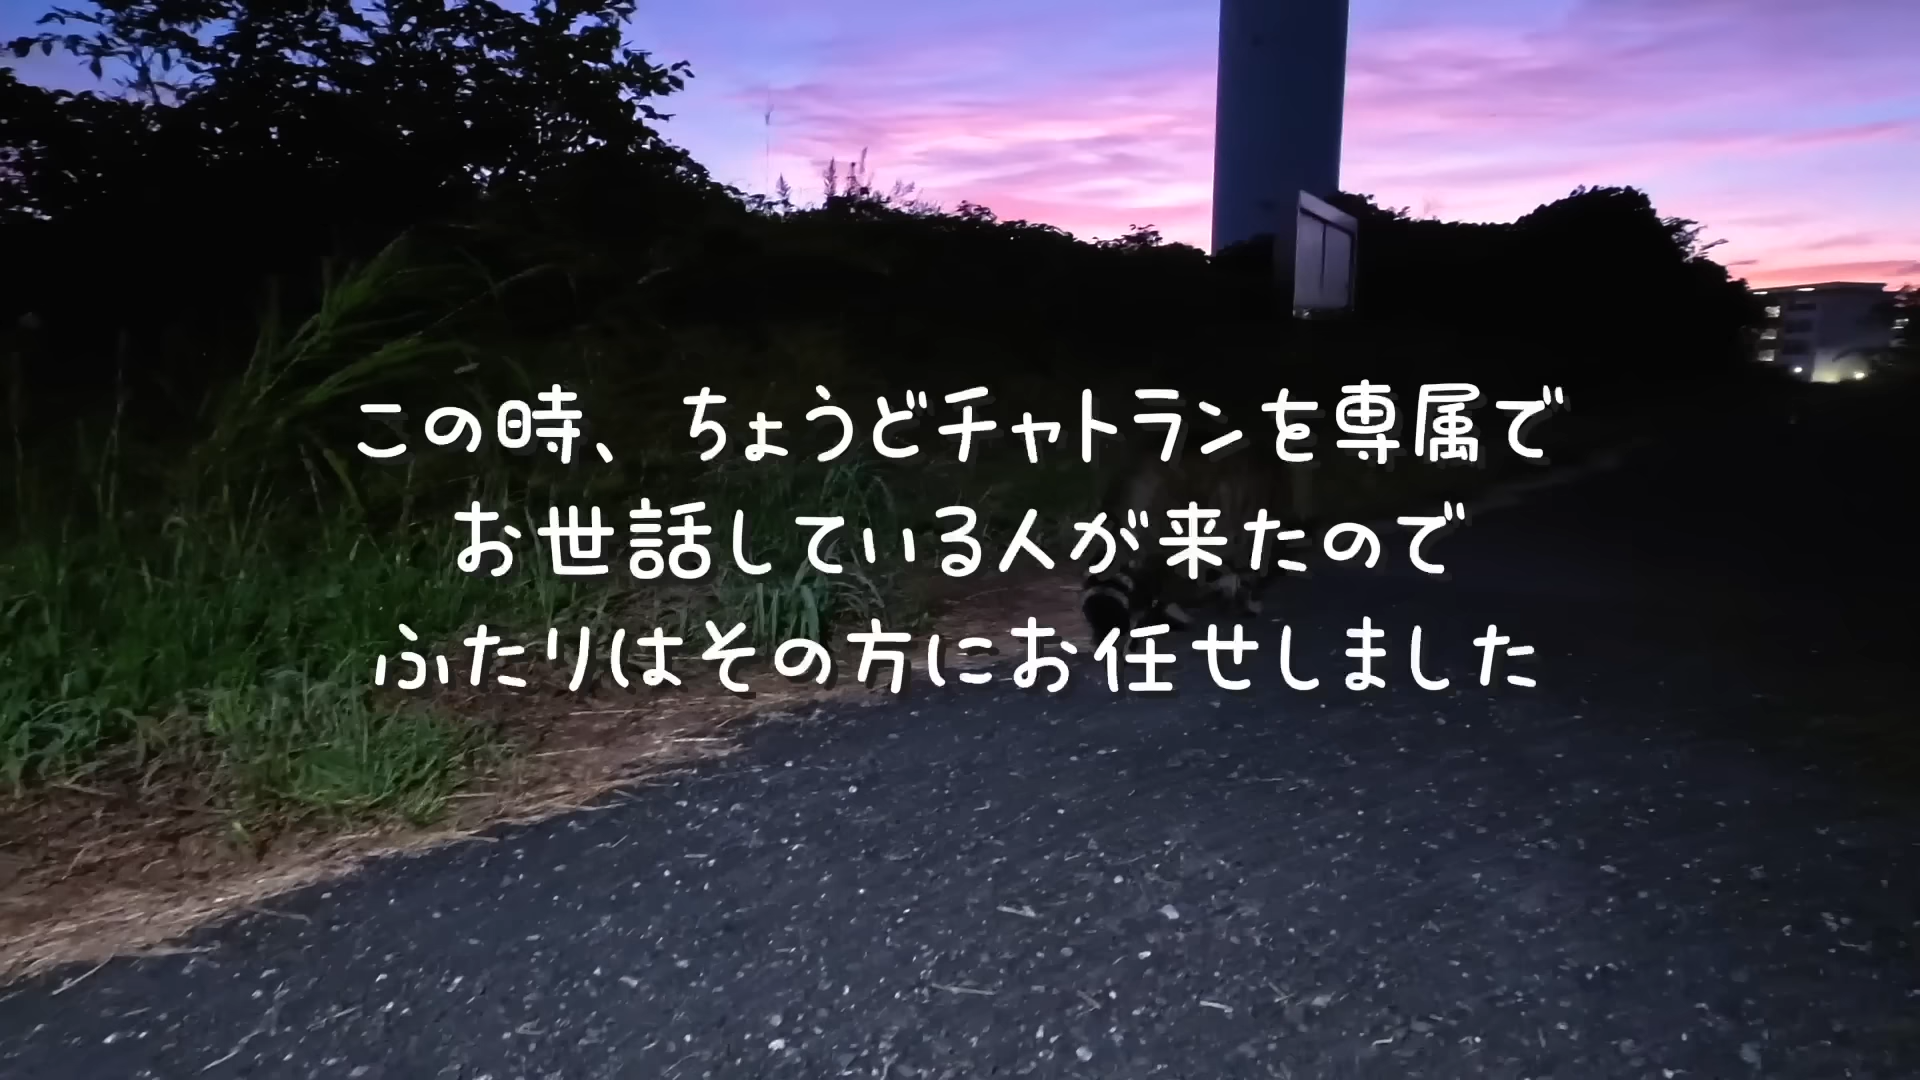 この時、ちょうどチャトランを専属で
お世話している人が来たので
ふたりはその方にお任せしました